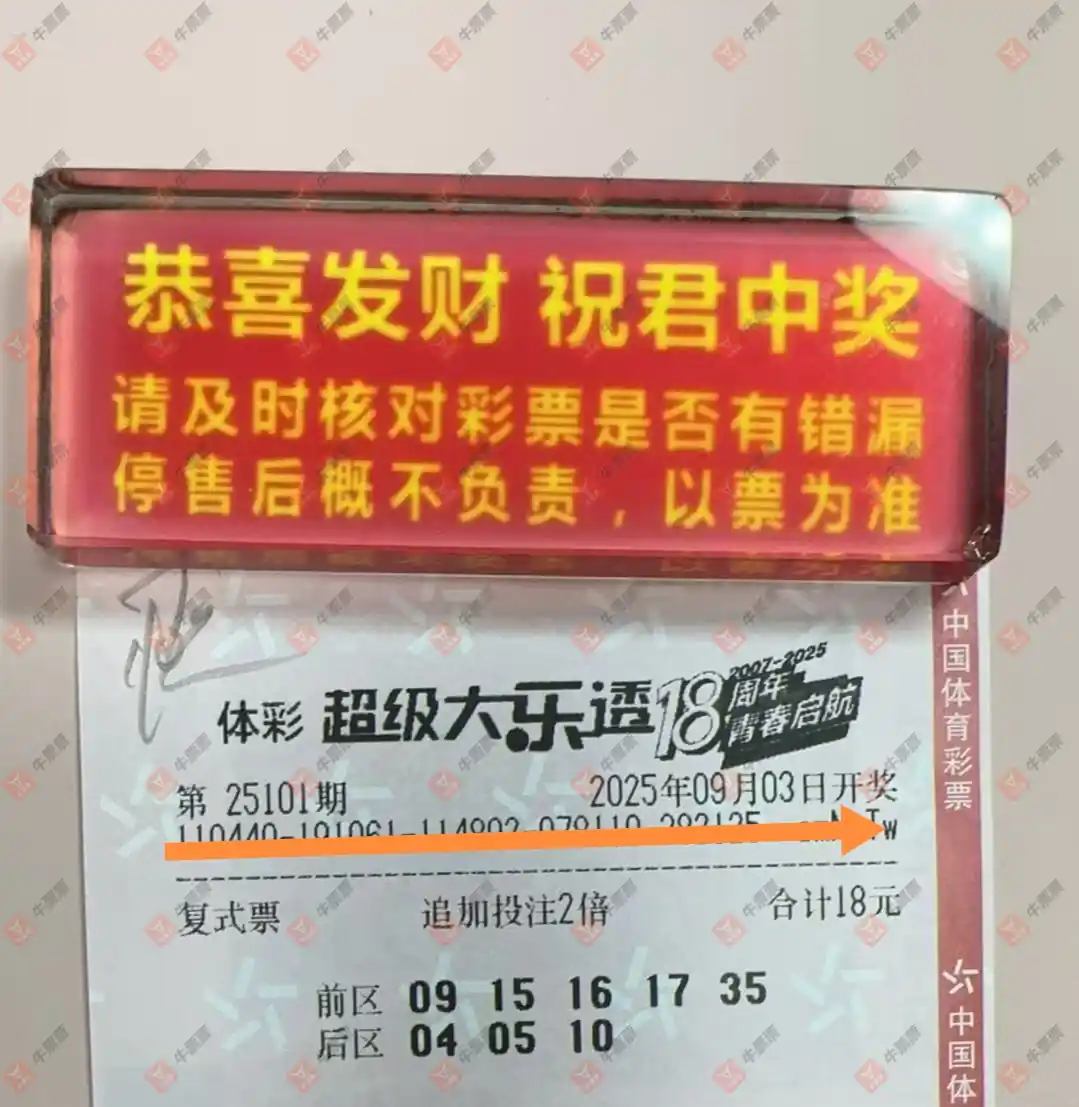 恭喜发财 祝君中奖
请及时核对彩票是否有错漏
停售后概不负责，以票为准
体彩 超级大乐透 18周年 2007-2025 青春启航
第 25101期 2025年09月03日开奖
复式票 追加投注2倍 合计18元
前区 09 15 16 17 35
后区 04 05 10
中国体育彩票
中国体
牛票票